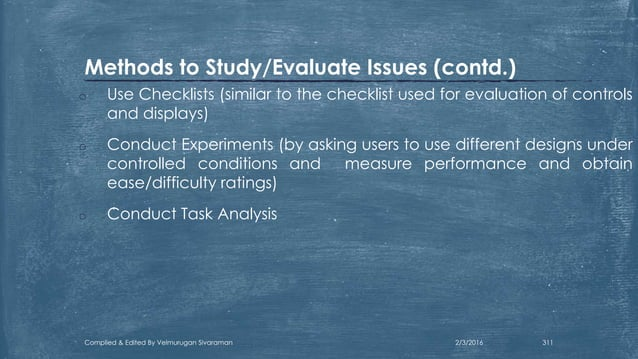 Methods to Study/Evaluate Issues (contd.)
o Use Checklists (similar to the checklist used for evaluation of controls
and displays)
o Conduct Experiments (by asking users to use different designs under
controlled conditions and measure performance and obtain
ease/difficulty ratings)
o Conduct Task Analysis
Complied & Edited By Velmurugan Sivaraman 2/3/2016 311